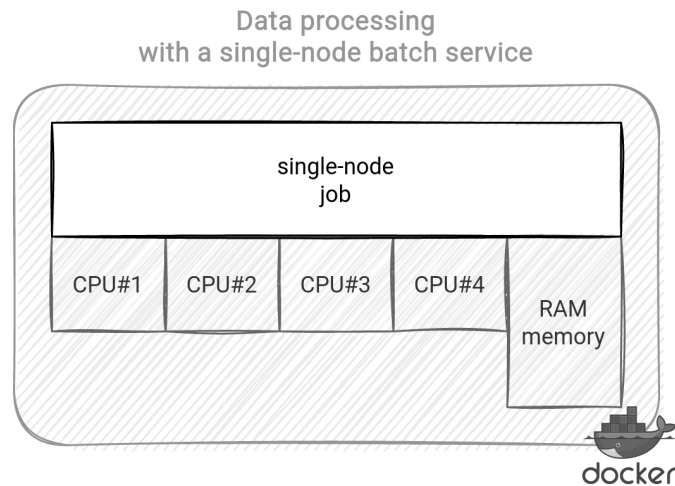 Data processing
with a single-node batch service
single-node
job
CPU#1
CPU#2
CPU#3
CPU#4
RAM
memory
docker